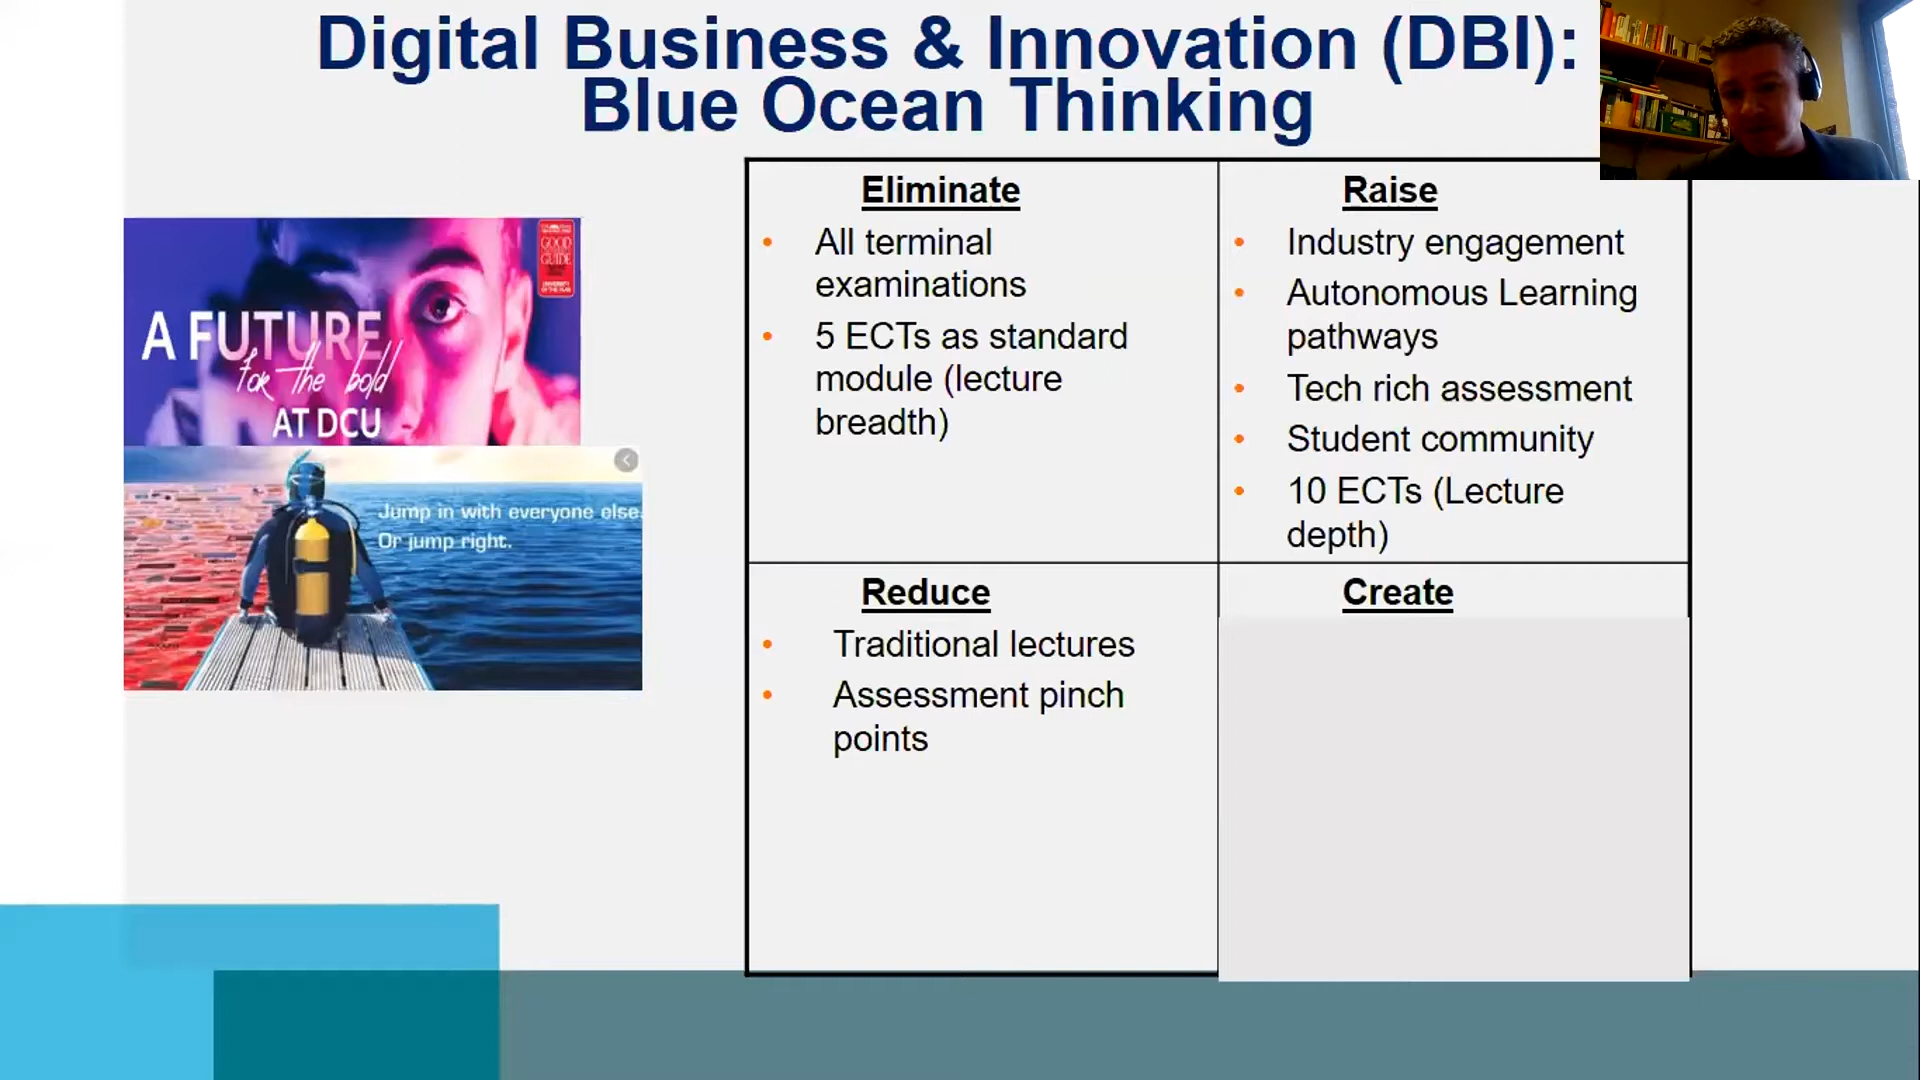 Digital Business & Innovation (DBI):
Blue Ocean Thinking
A FUTURE
for the bold
AT DCU
GOOD
GUIDE
Jump in with everyone else.
Or jump right.
Eliminate
• All terminal
examinations
• 5 ECTs as standard
module (lecture
breadth)
Raise
• Industry engagement
• Autonomous Learning
pathways
• Tech rich assessment
• Student community
• 10 ECTs (Lecture
depth)
Reduce
• Traditional lectures
• Assessment pinch
points
Create